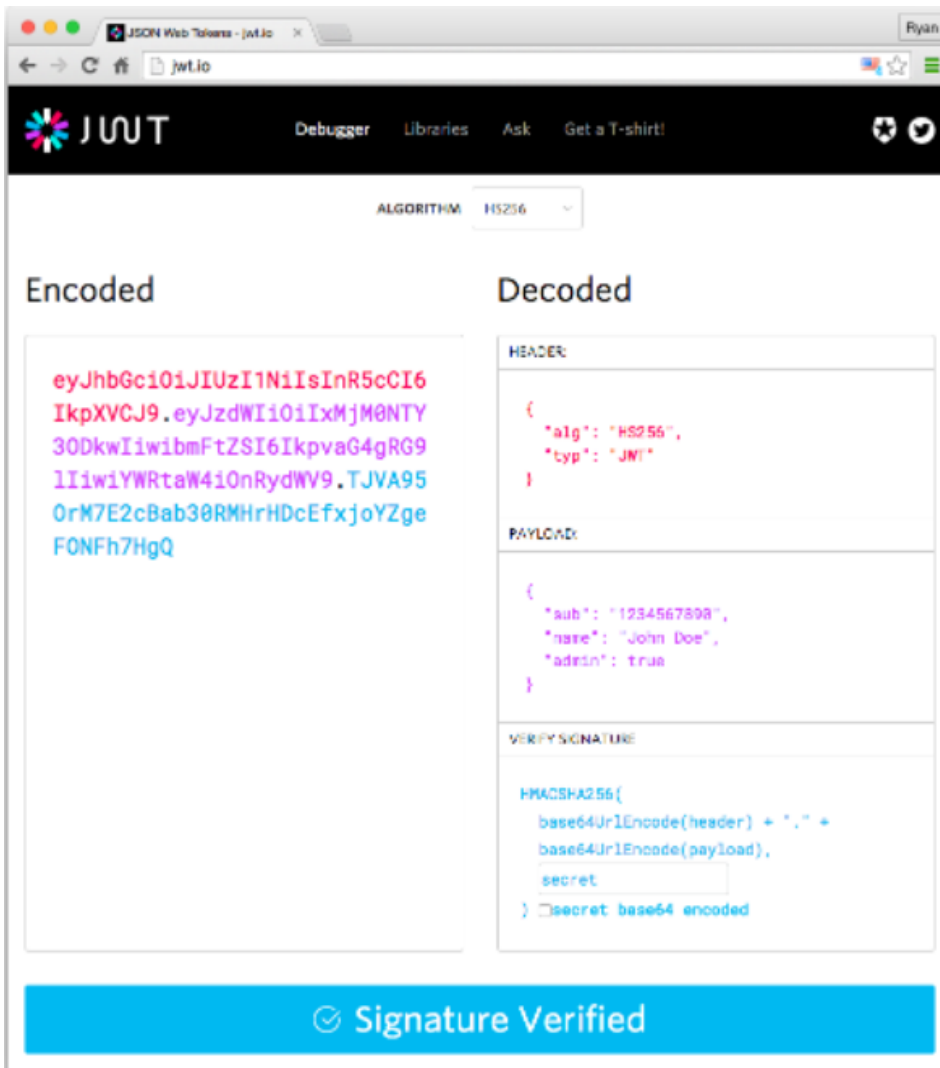 JSON Web Tokens - jwt.io
Ryan
jwt.io
JWT
Debugger Libraries Ask Get a T-shirt!
ALGORITHM HS256
Encoded
eyJhbGciOiJIUzI1NiIsInR5cCI6
IkpXVCJ9.eyJzdWIiOiIxMjM0NTY
3ODkwIiwibmFtZSI6IkpvaG4gRG9
lIiwiYWRtaW4iOnRydWV9.TJVA95
OrM7E2cBab30RMHrHDcEfxjoYZge
FONFh7HgQ
Decoded
HEADER:
{
"alg": "HS256",
"typ": "JWT"
}
PAYLOAD:
{
"sub": "1234567890",
"name": "John Doe",
"admin": true
}
VERIFY SIGNATURE
HMACSHA256(
base64UrlEncode(header) + "." +
base64UrlEncode(payload),
secret
) secret base64 encoded
Signature Verified